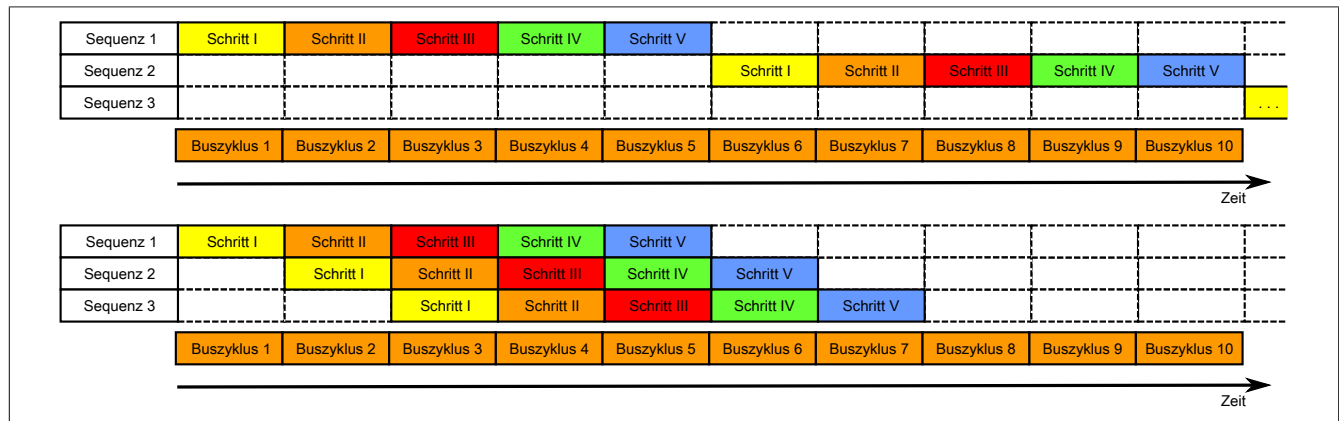 Sequenz 1 Schritt I Schritt II Schritt III Schritt IV Schritt V
Sequenz 2 Schritt I Schritt II Schritt III Schritt IV Schritt V
Sequenz 3 . . .
Buszyklus 1 Buszyklus 2 Buszyklus 3 Buszyklus 4 Buszyklus 5 Buszyklus 6 Buszyklus 7 Buszyklus 8 Buszyklus 9 Buszyklus 10
Zeit
Sequenz 1 Schritt I Schritt II Schritt III Schritt IV Schritt V
Sequenz 2 Schritt I Schritt II Schritt III Schritt IV Schritt V
Sequenz 3 Schritt I Schritt II Schritt III Schritt IV Schritt V
Buszyklus 1 Buszyklus 2 Buszyklus 3 Buszyklus 4 Buszyklus 5 Buszyklus 6 Buszyklus 7 Buszyklus 8 Buszyklus 9 Buszyklus 10
Zeit